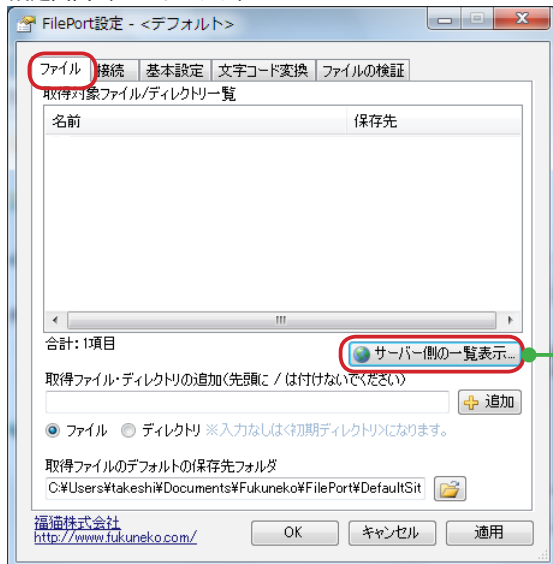 FilePort設定 - <デフォルト>
ファイル 接続 基本設定 文字コード変換 ファイルの検証
取得対象ファイル/ディレクトリ一覧
名前 保存先
合計: 1項目
サーバー側の一覧表示...
取得ファイル・ディレクトリの追加(先頭に / は付けないでください)
追加
ファイル ディレクトリ ※入力なしは<初期ディレクトリ>になります。
取得ファイルのデフォルトの保存先フォルダ
C:¥Users¥takeshi¥Documents¥Fukuneko¥FilePort¥DefaultSit
福猫株式会社
http://www.fukuneko.com/
OK キャンセル 適用